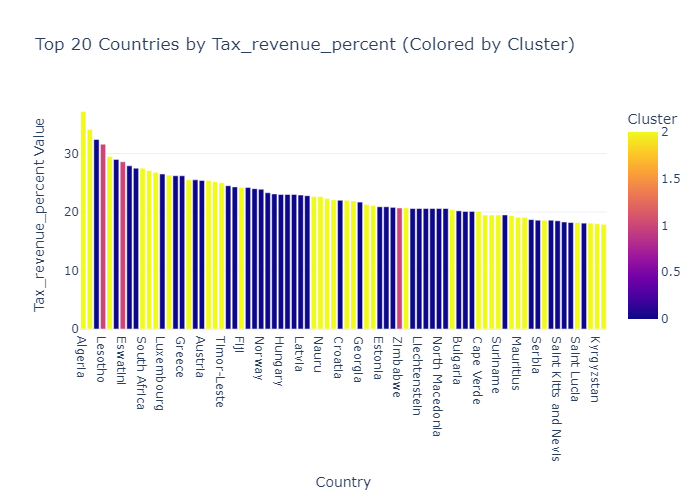 Top 20 Countries by Tax_revenue_percent (Colored by Cluster)
Cluster
Tax_revenue_percent Value
30
20
10
0
2
1.5
1
0.5
0
Algeria
Lesotho
Eswatini
South Africa
Luxembourg
Greece
Austria
Timor-Leste
Fiji
Norway
Hungary
Latvia
Nauru
Croatia
Georgia
Estonia
Zimbabwe
Liechtenstein
North Macedonia
Bulgaria
Cape Verde
Suriname
Mauritius
Serbia
Saint Kitts and Nevis
Saint Lucia
Kyrgyzstan
Country